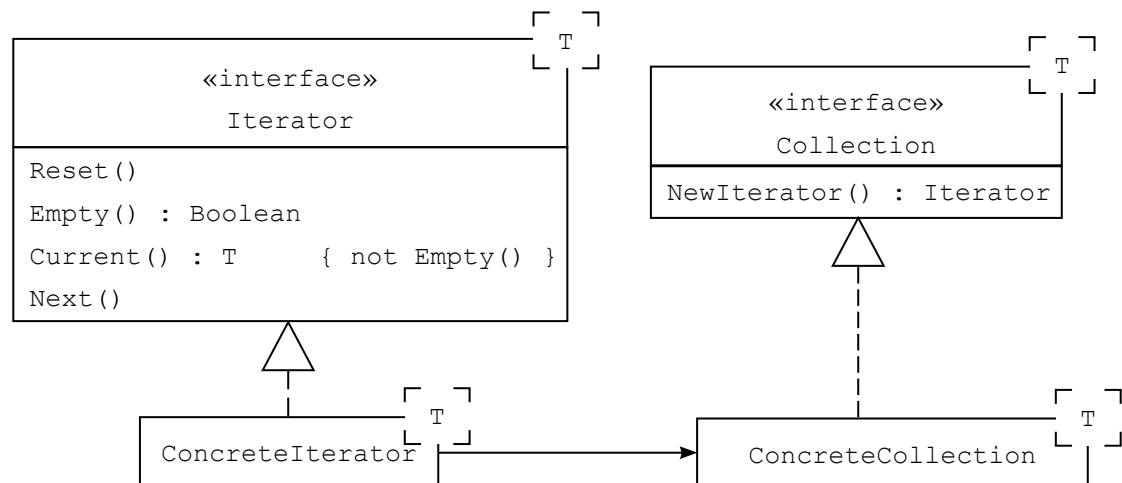 T
«interface»
Iterator
Reset()
Empty() : Boolean
Current() : T { not Empty() }
Next()
T
«interface»
Collection
NewIterator() : Iterator
T
ConcreteIterator
T
ConcreteCollection